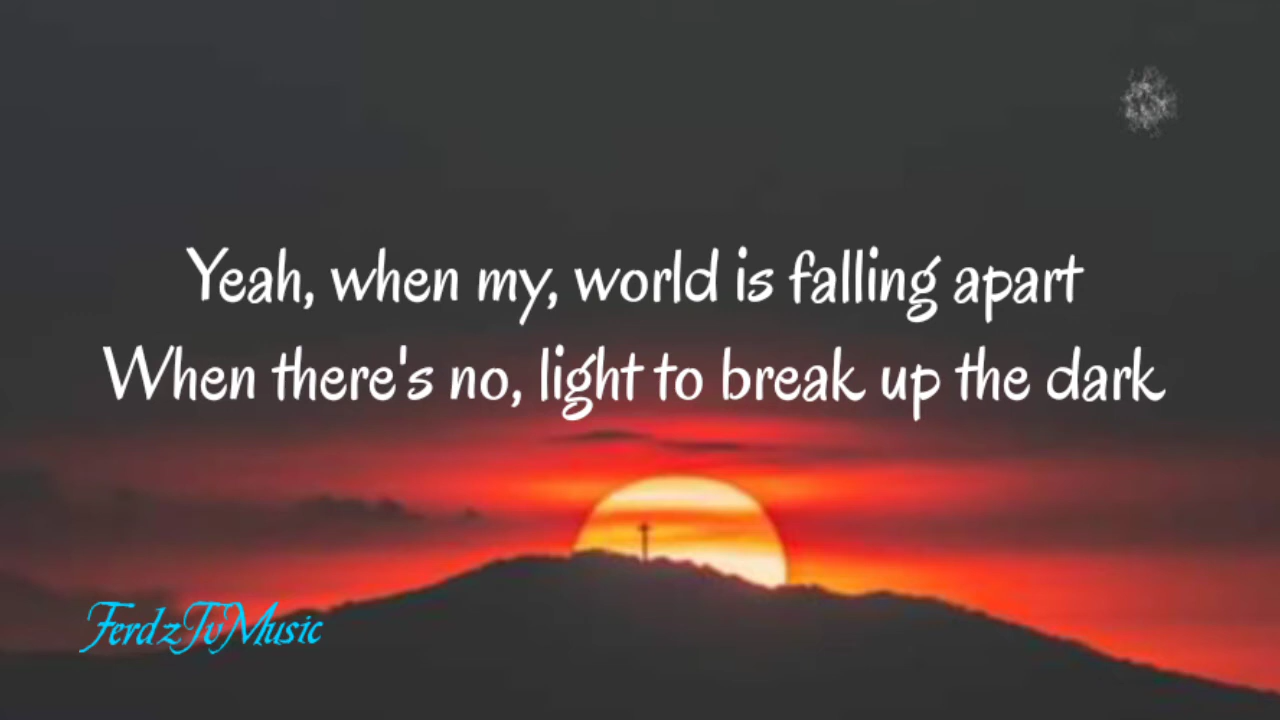 Yeah, when my, world is falling apart
When there's no, light to break up the dark
FerdzTvMusic